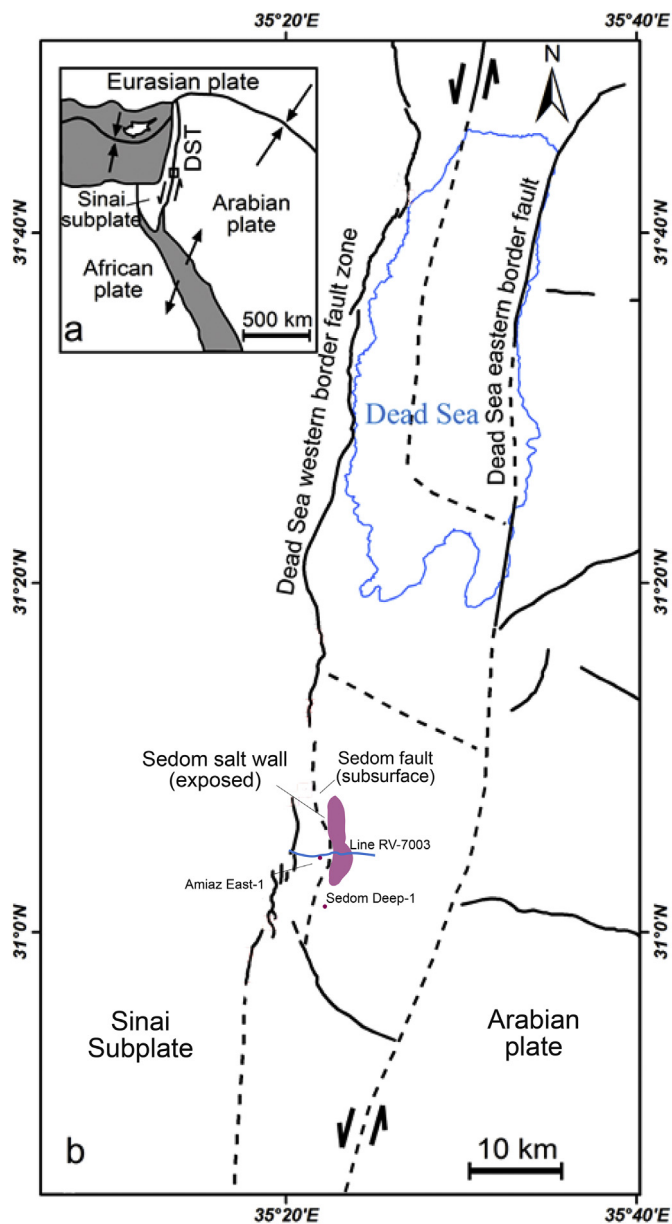 35°20'E
35°40'E
N
Eurasian plate
DST
Sinai
subplate
Arabian
plate
African
plate
a
500 km
31°40'N
31°40'N
Dead Sea western border fault zone
Dead Sea eastern border fault
Dead Sea
31°20'N
31°20'N
Sedom salt wall
(exposed)
Sedom fault
(subsurface)
Line RV-7003
Amiaz East-1
Sedom Deep-1
31°0'N
31°0'N
Sinai
Subplate
Arabian
plate
b
10 km
35°20'E
35°40'E